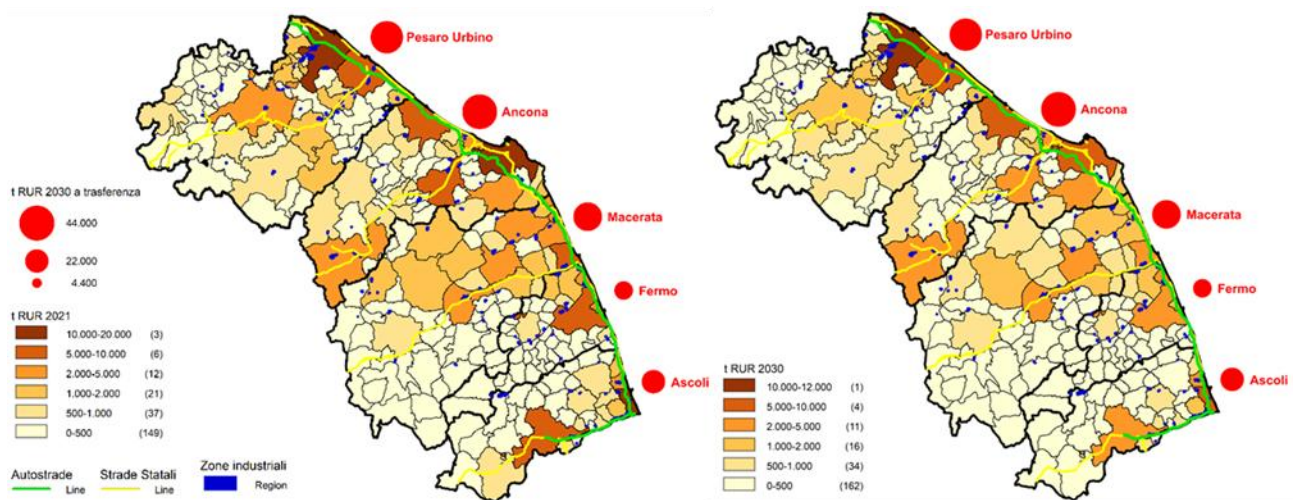 Pesaro Urbino
Ancona
Macerata
Fermo
Ascoli
t RUR 2030 a trasferenza
44.000
22.000
4.400
t RUR 2021
10.000-20.000 (3)
5.000-10.000 (6)
2.000-5.000 (12)
1.000-2.000 (21)
500-1.000 (37)
0-500 (149)
Autostrade
Line
Strade Statali
Line
Zone industriali
Region
Pesaro Urbino
Ancona
Macerata
Fermo
Ascoli
t RUR 2030
10.000-12.000 (1)
5.000-10.000 (4)
2.000-5.000 (11)
1.000-2.000 (16)
500-1.000 (34)
0-500 (162)